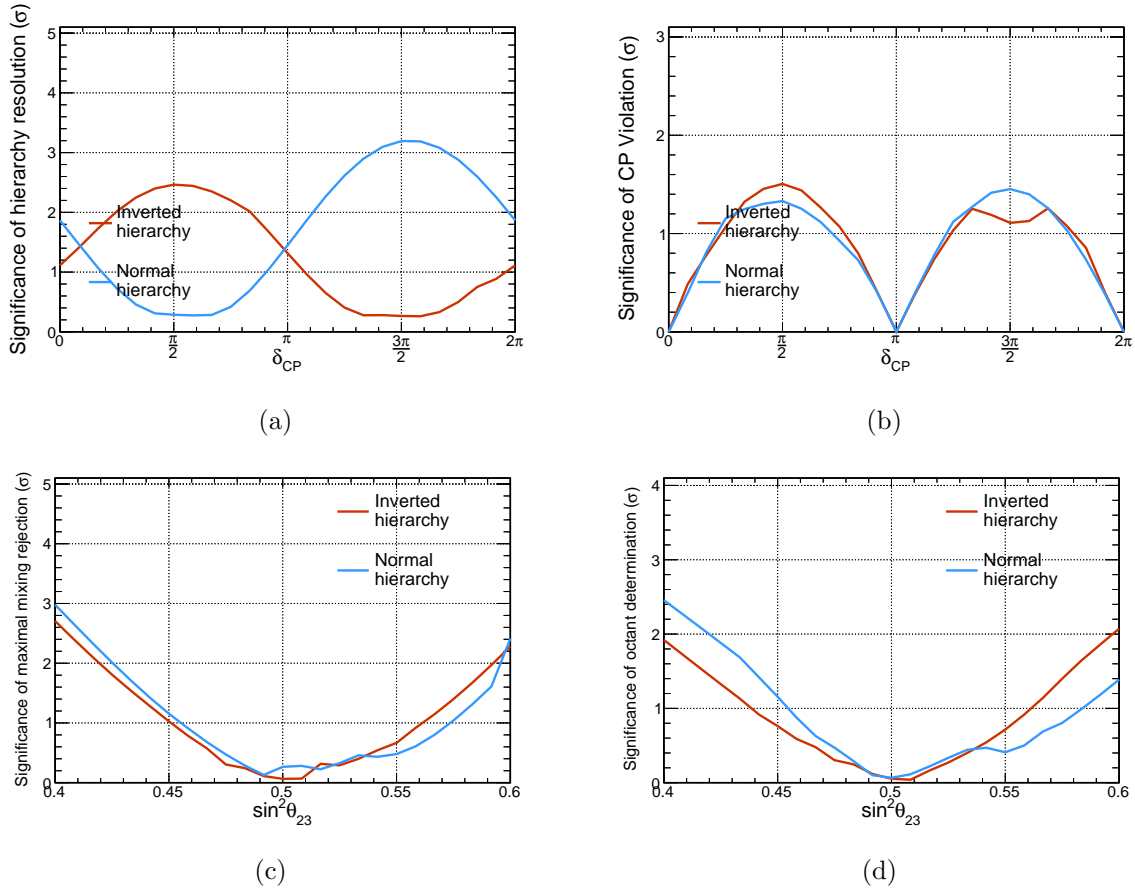 Significance of hierarchy resolution (σ)
5
4
3
2
1
0
Inverted
hierarchy
Normal
hierarchy
0
π/2
π
3π/2
2π
δCP
(a)
Significance of CP Violation (σ)
3
2
1
0
Inverted
hierarchy
Normal
hierarchy
0
π/2
π
3π/2
2π
δCP
(b)
Significance of maximal mixing rejection (σ)
5
4
3
2
1
0
Inverted
hierarchy
Normal
hierarchy
0.4
0.45
0.5
0.55
0.6
sin²θ₂₃
(c)
Significance of octant determination (σ)
4
3
2
1
0
Inverted
hierarchy
Normal
hierarchy
0.4
0.45
0.5
0.55
0.6
sin²θ₂₃
(d)